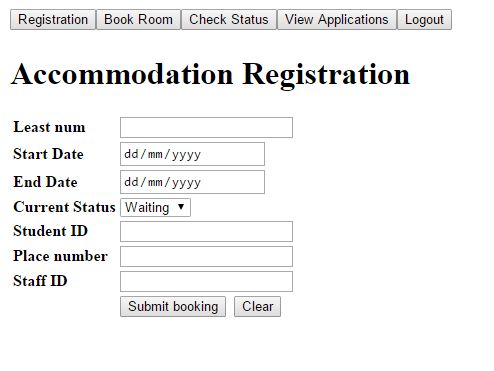 Registration Book Room Check Status View Applications Logout
Accommodation Registration
Least num
Start Date dd/mm/yyyy
End Date dd/mm/yyyy
Current Status Waiting
Student ID
Place number
Staff ID
Submit booking Clear